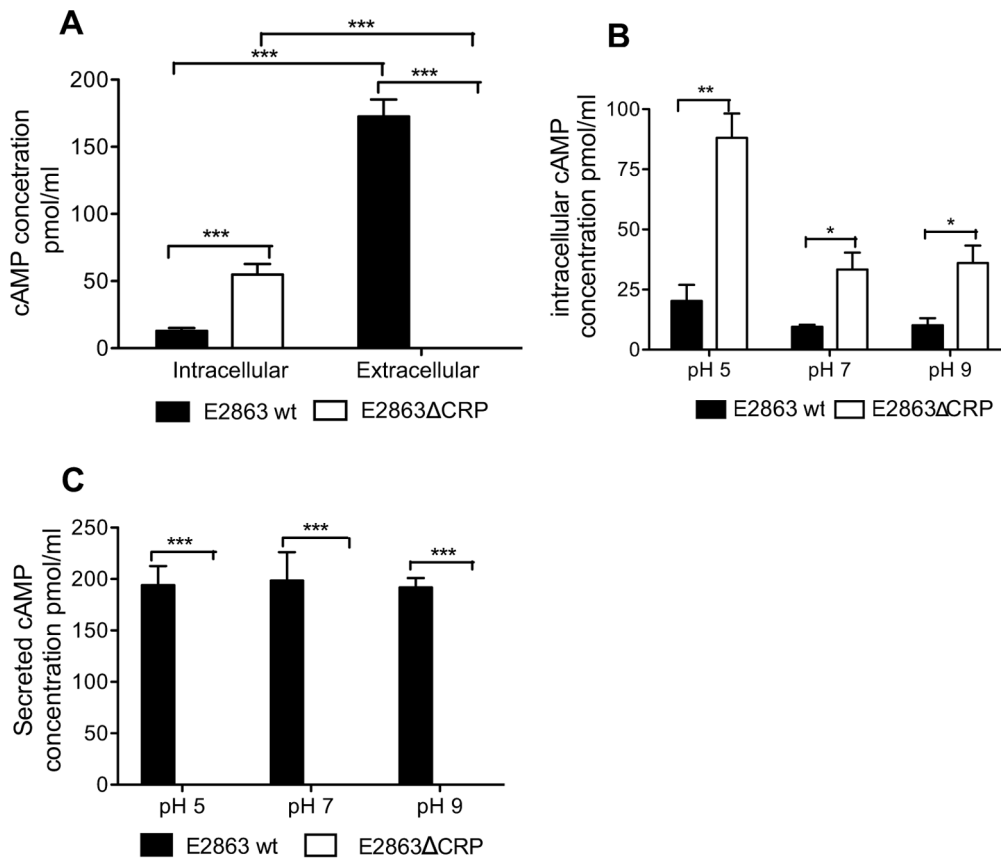 A
cAMP concetration
pmol/ml
200
150
100
50
0
***
***
***
***
Intracellular
Extracellular
E2863 wt
E2863ΔCRP
B
intracellular cAMP
concentration pmol/ml
100
75
50
25
0
**
*
*
pH 5
pH 7
pH 9
E2863 wt
E2863ΔCRP
C
Secreted cAMP
concentration pmol/ml
250
200
150
100
50
0
***
***
***
pH 5
pH 7
pH 9
E2863 wt
E2863ΔCRP